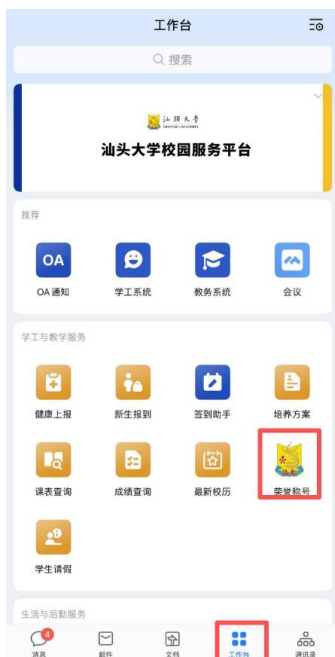 工作台
搜索
汕頭大學
汕头大学校园服务平台
推荐
OA
OA 通知
学工系统
教务系统
会议
学工与教学服务
健康上报
新生报到
签到助手
培养方案
课表查询
成绩查询
最新校历
荣誉称号
学生请假
生活与后勤服务
4
消息
邮件
文档
工作台
通讯录